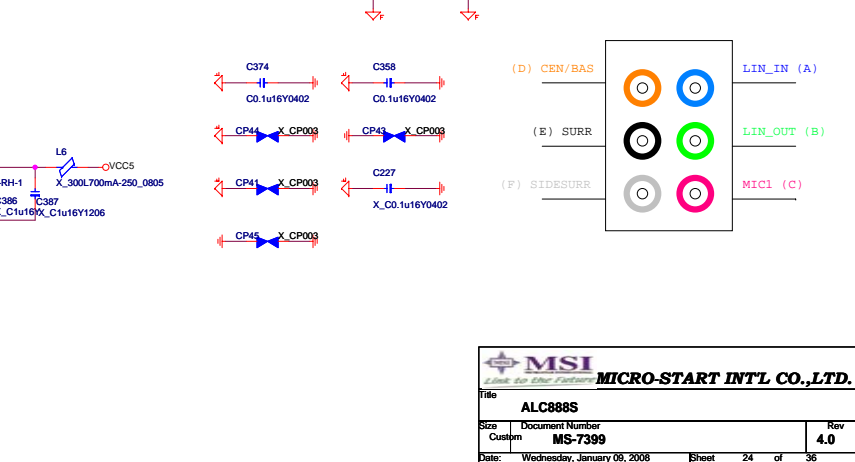 F F
C374 C358
C0.1u16Y0402 C0.1u16Y0402
CP44 X_CP003 CP43 X_CP003
CP41 X_CP003
C227
X_C0.1u16Y0402
CP45 X_CP003
L6
VCC5
-RH-1 X_300L700mA-250_0805
C387
X_C1u16Y1206
(D) CEN/BAS LIN_IN (A)
(E) SURR LIN_OUT (B)
(F) SIDESURR MIC1 (C)
MSI
Link to the Future
MICRO-START INT'L CO.,LTD.
Title
ALC888S
Size Document Number Rev
Custom MS-7399 4.0
Date: Wednesday, January 09, 2008 Sheet 24 of 36